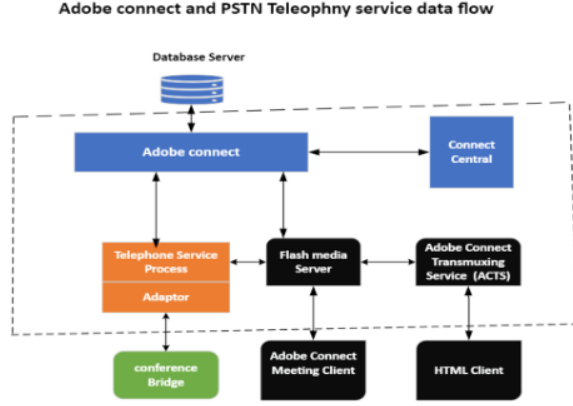 Adobe connect and PSTN Teleophny service data flow
Database Server
Adobe connect
Connect
Central
Telephone Service
Process
Adaptor
Flash media
Server
Adobe Connect
Transmuxing
Service (ACTS)
conference
Bridge
Adobe Connect
Meeting Client
HTML Client